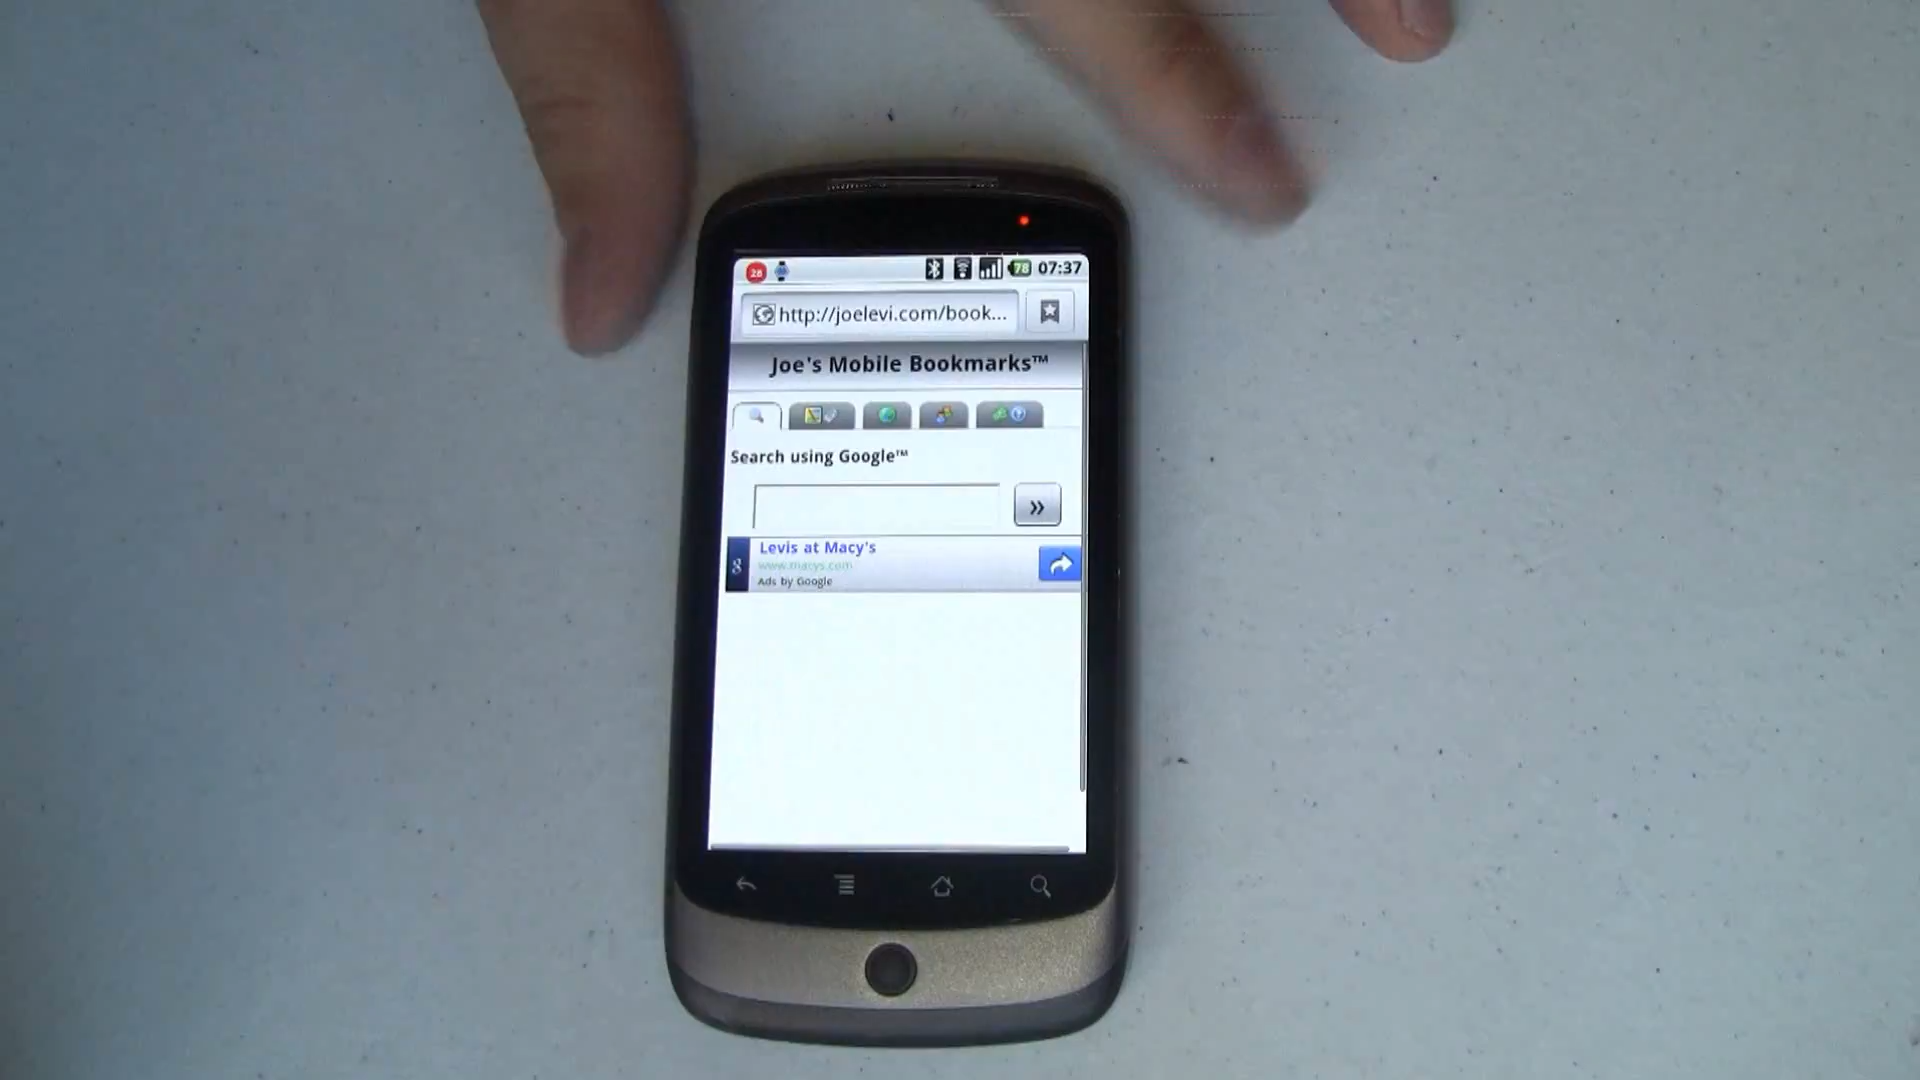 28 78 07:37
http://joelevi.com/book...
Joe's Mobile Bookmarks™
Search using Google™
»
Levis at Macy's
www.macys.com
g
Ads by Google